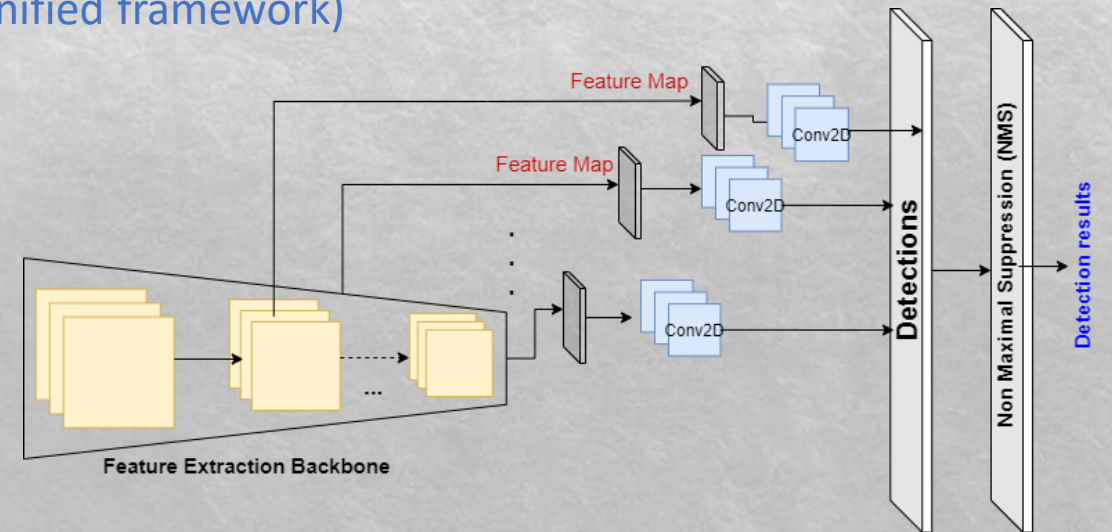 nified framework)
Feature Map
Conv2D
Feature Map
Conv2D
Conv2D
...
Feature Extraction Backbone
Detections
Non Maximal Suppression (NMS)
Detection results